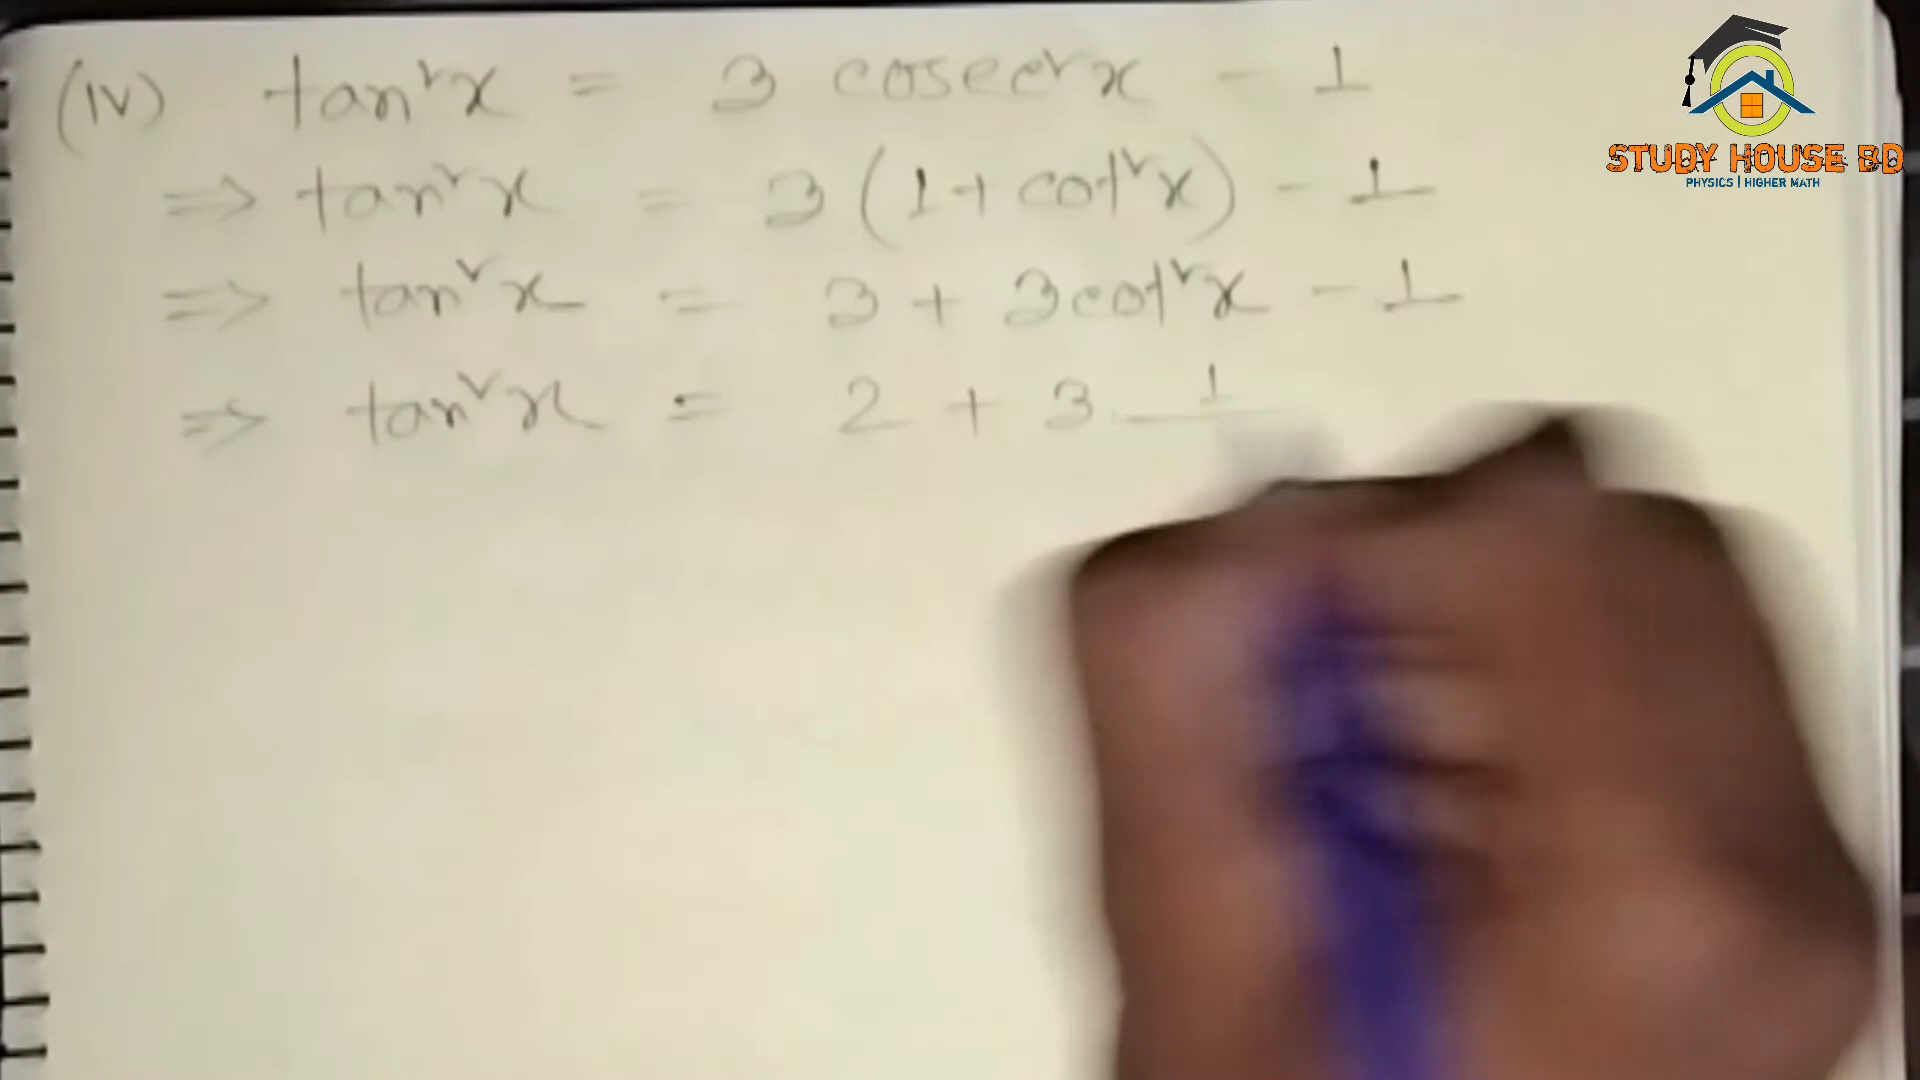 (iv) tan²x = 3 cosec²x - 1
⇒ tan²x = 3 (1 + cot²x) - 1
⇒ tan²x = 3 + 3cot²x - 1
⇒ tan²x = 2 + 3 1
STUDY HOUSE BD
PHYSICS | HIGHER MATH